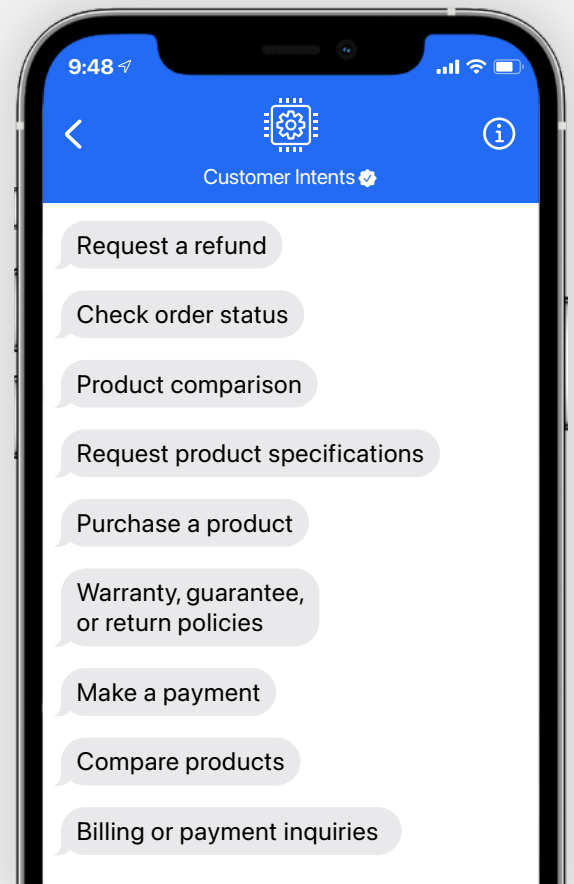 9:48
Customer Intents
Request a refund
Check order status
Product comparison
Request product specifications
Purchase a product
Warranty, guarantee,
or return policies
Make a payment
Compare products
Billing or payment inquiries